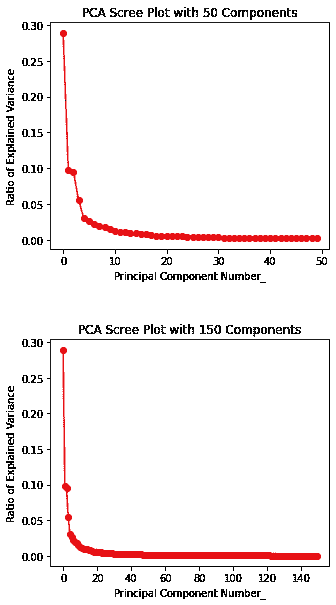 PCA Scree Plot with 50 Components
0.30
0.25
0.20
0.15
0.10
0.05
0.00
Ratio of Explained Variance
0 10 20 30 40 50
Principal Component Number_
PCA Scree Plot with 150 Components
0.30
0.25
0.20
0.15
0.10
0.05
0.00
Ratio of Explained Variance
0 20 40 60 80 100 120 140
Principal Component Number_